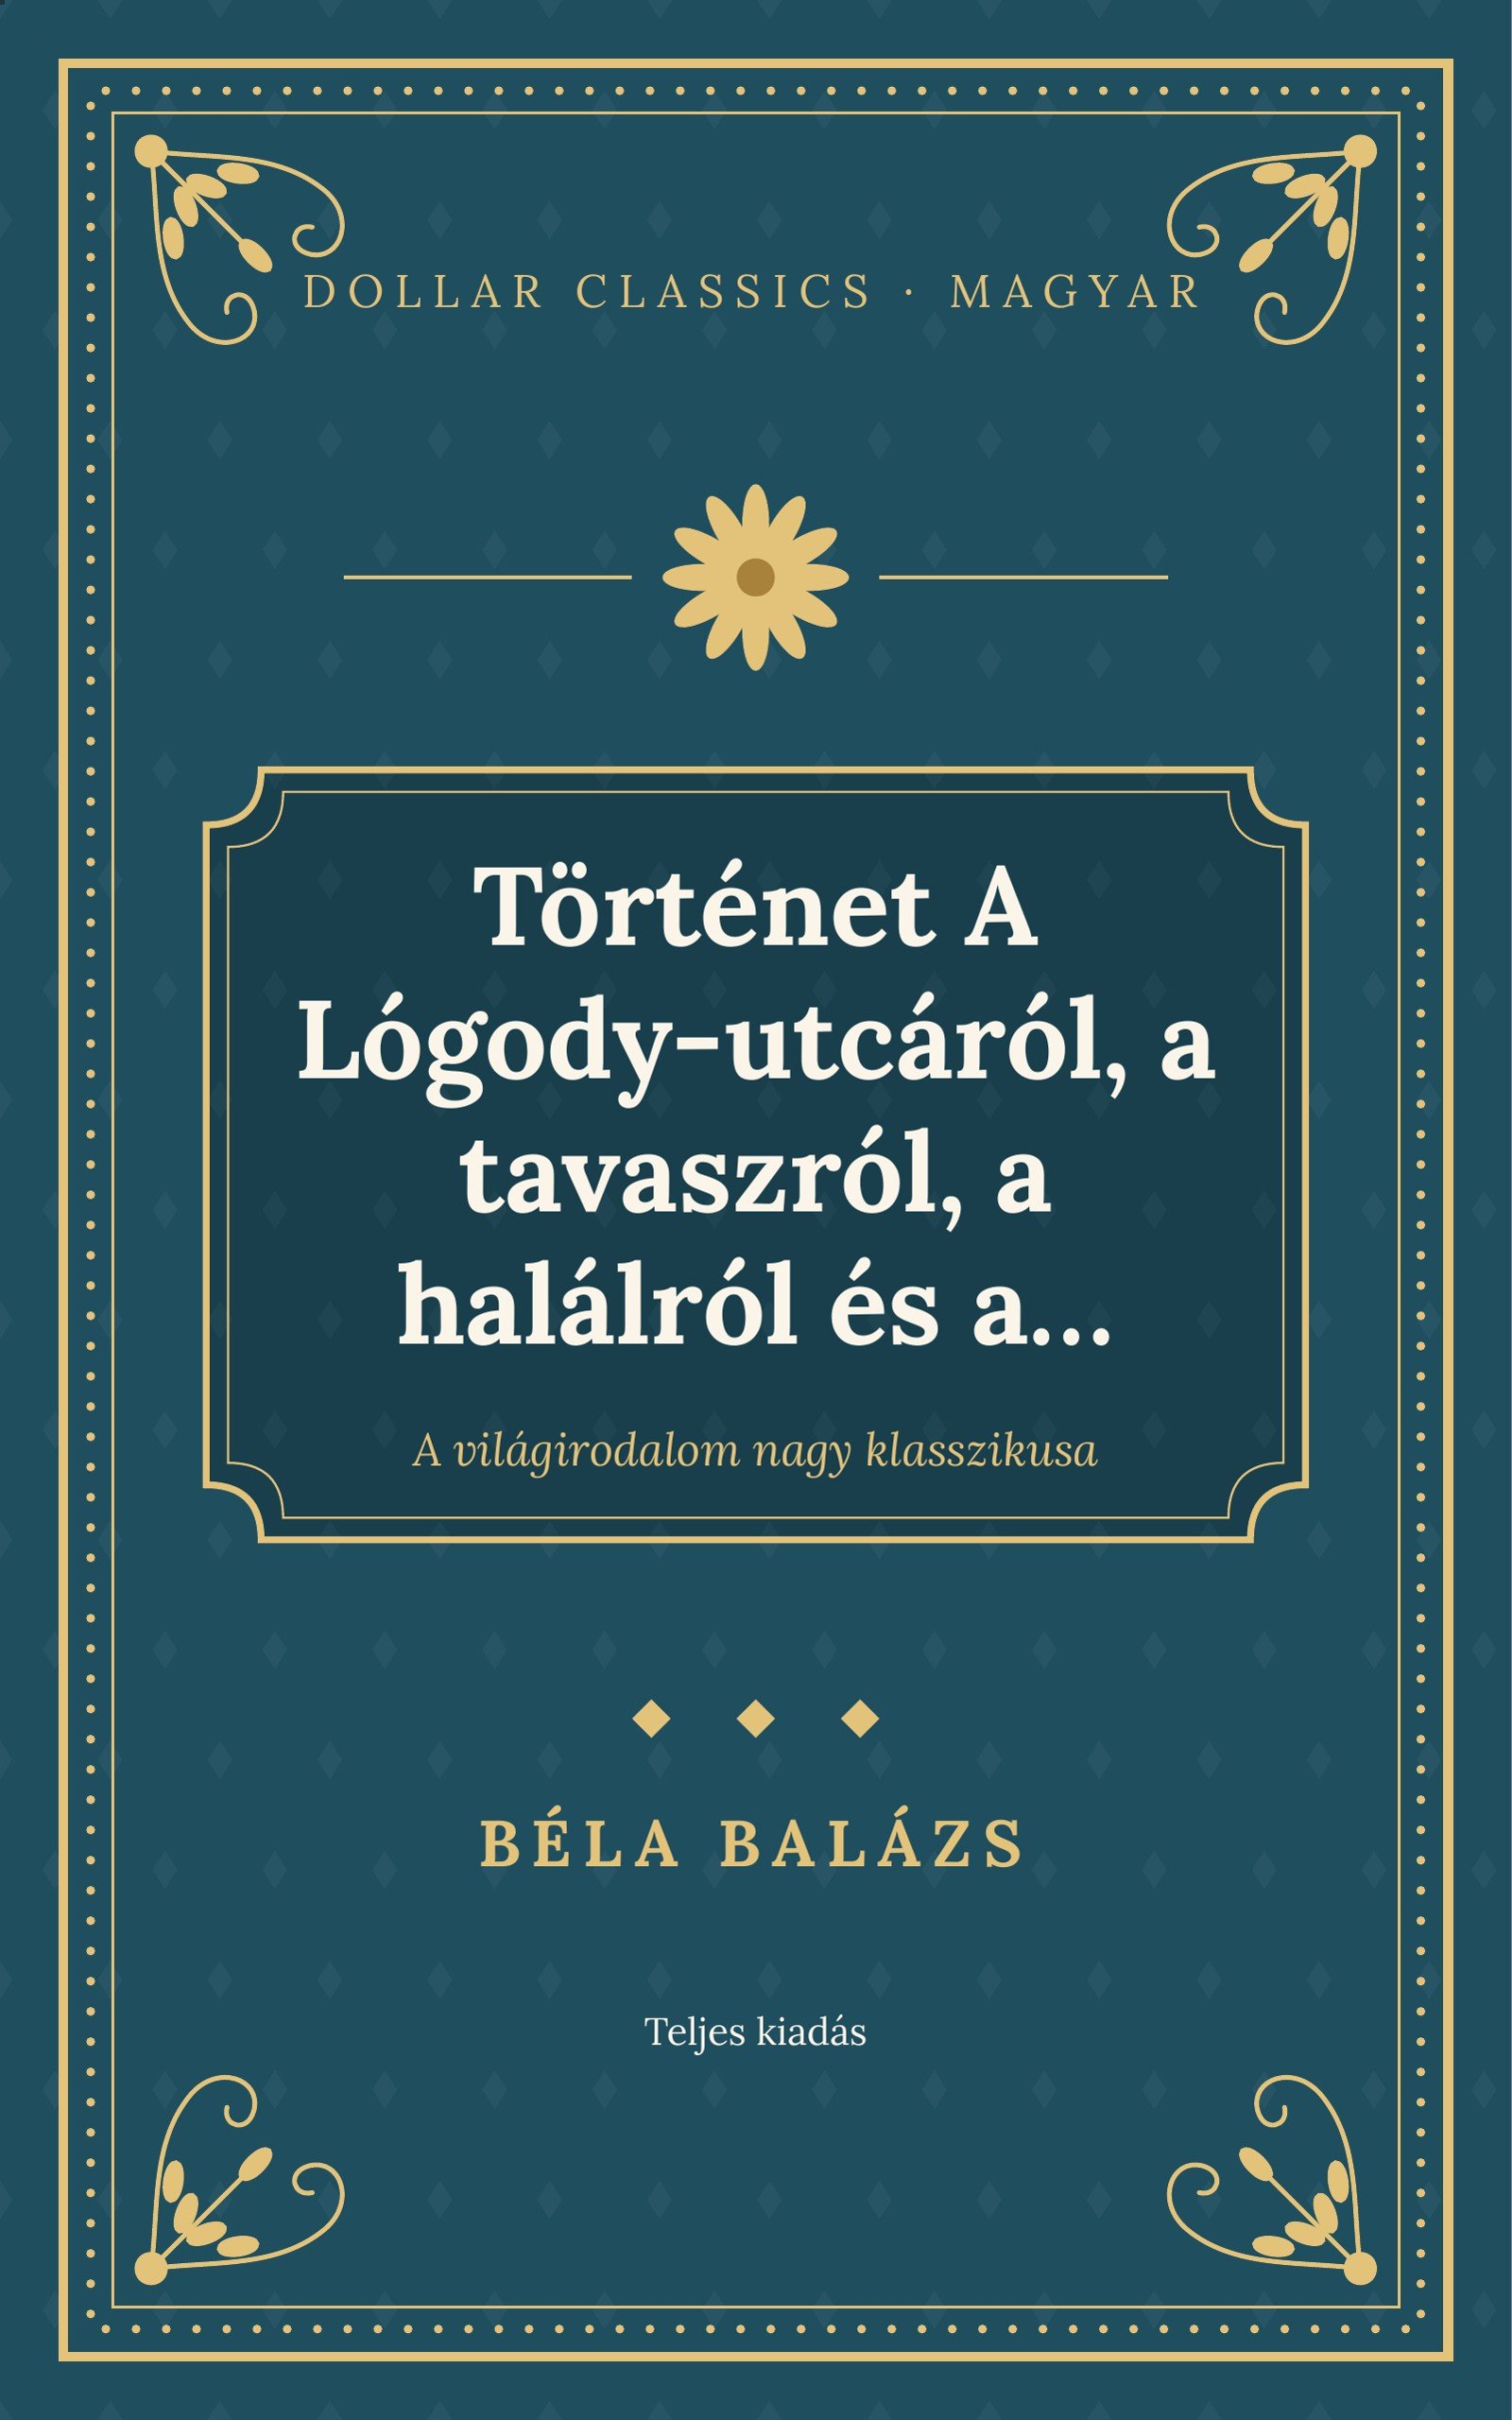 DOLLAR CLASSICS · MAGYAR
Történet A
Lógody-utcáról, a
tavaszról, a
halálról és a...
A világirodalom nagy klasszikusa
BÉLA BALÁZS
Teljes kiadás